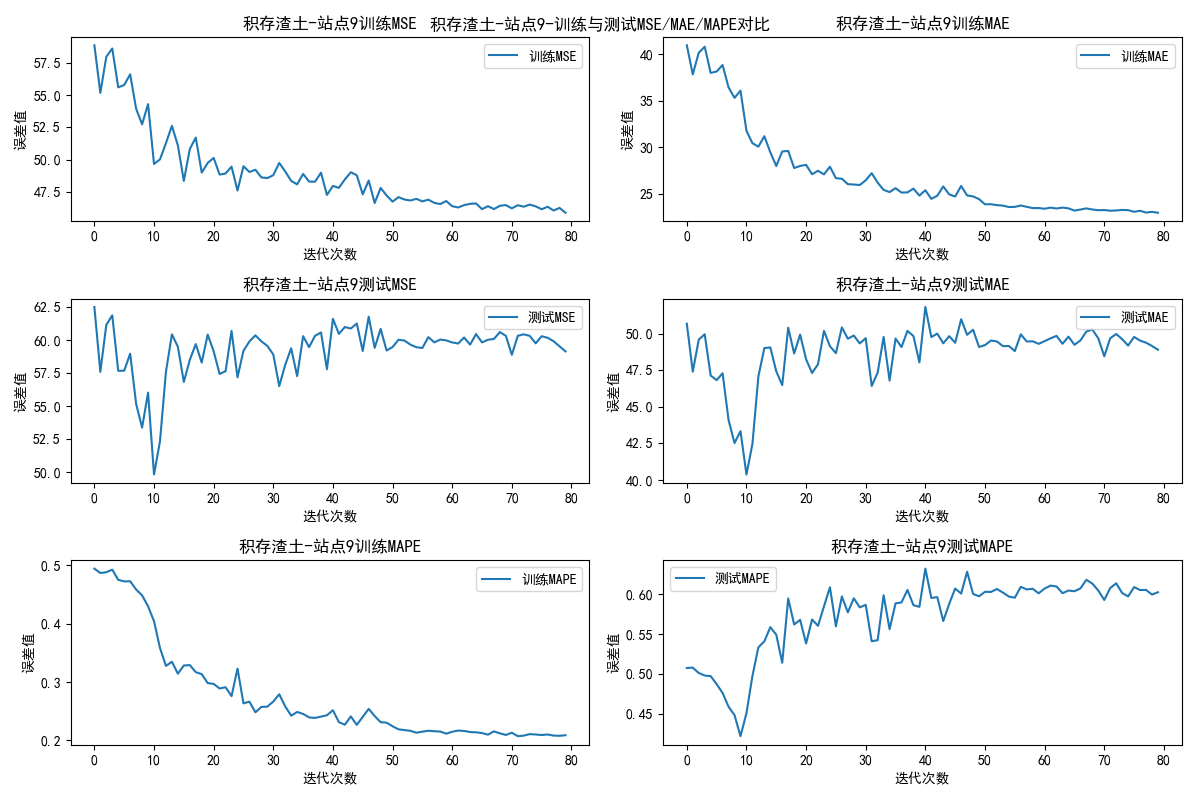 积存渣土-站点9-训练与测试MSE/MAE/MAPE对比
积存渣土-站点9训练MSE
误差值
57.5
55.0
52.5
50.0
47.5
训练MSE
0 10 20 30 40 50 60 70 80
迭代次数
积存渣土-站点9训练MAE
误差值
40
35
30
25
训练MAE
0 10 20 30 40 50 60 70 80
迭代次数
积存渣土-站点9测试MSE
误差值
62.5
60.0
57.5
55.0
52.5
50.0
测试MSE
0 10 20 30 40 50 60 70 80
迭代次数
积存渣土-站点9测试MAE
误差值
50.0
47.5
45.0
42.5
40.0
测试MAE
0 10 20 30 40 50 60 70 80
迭代次数
积存渣土-站点9训练MAPE
误差值
0.5
0.4
0.3
0.2
训练MAPE
0 10 20 30 40 50 60 70 80
迭代次数
积存渣土-站点9测试MAPE
误差值
0.60
0.55
0.50
0.45
测试MAPE
0 10 20 30 40 50 60 70 80
迭代次数